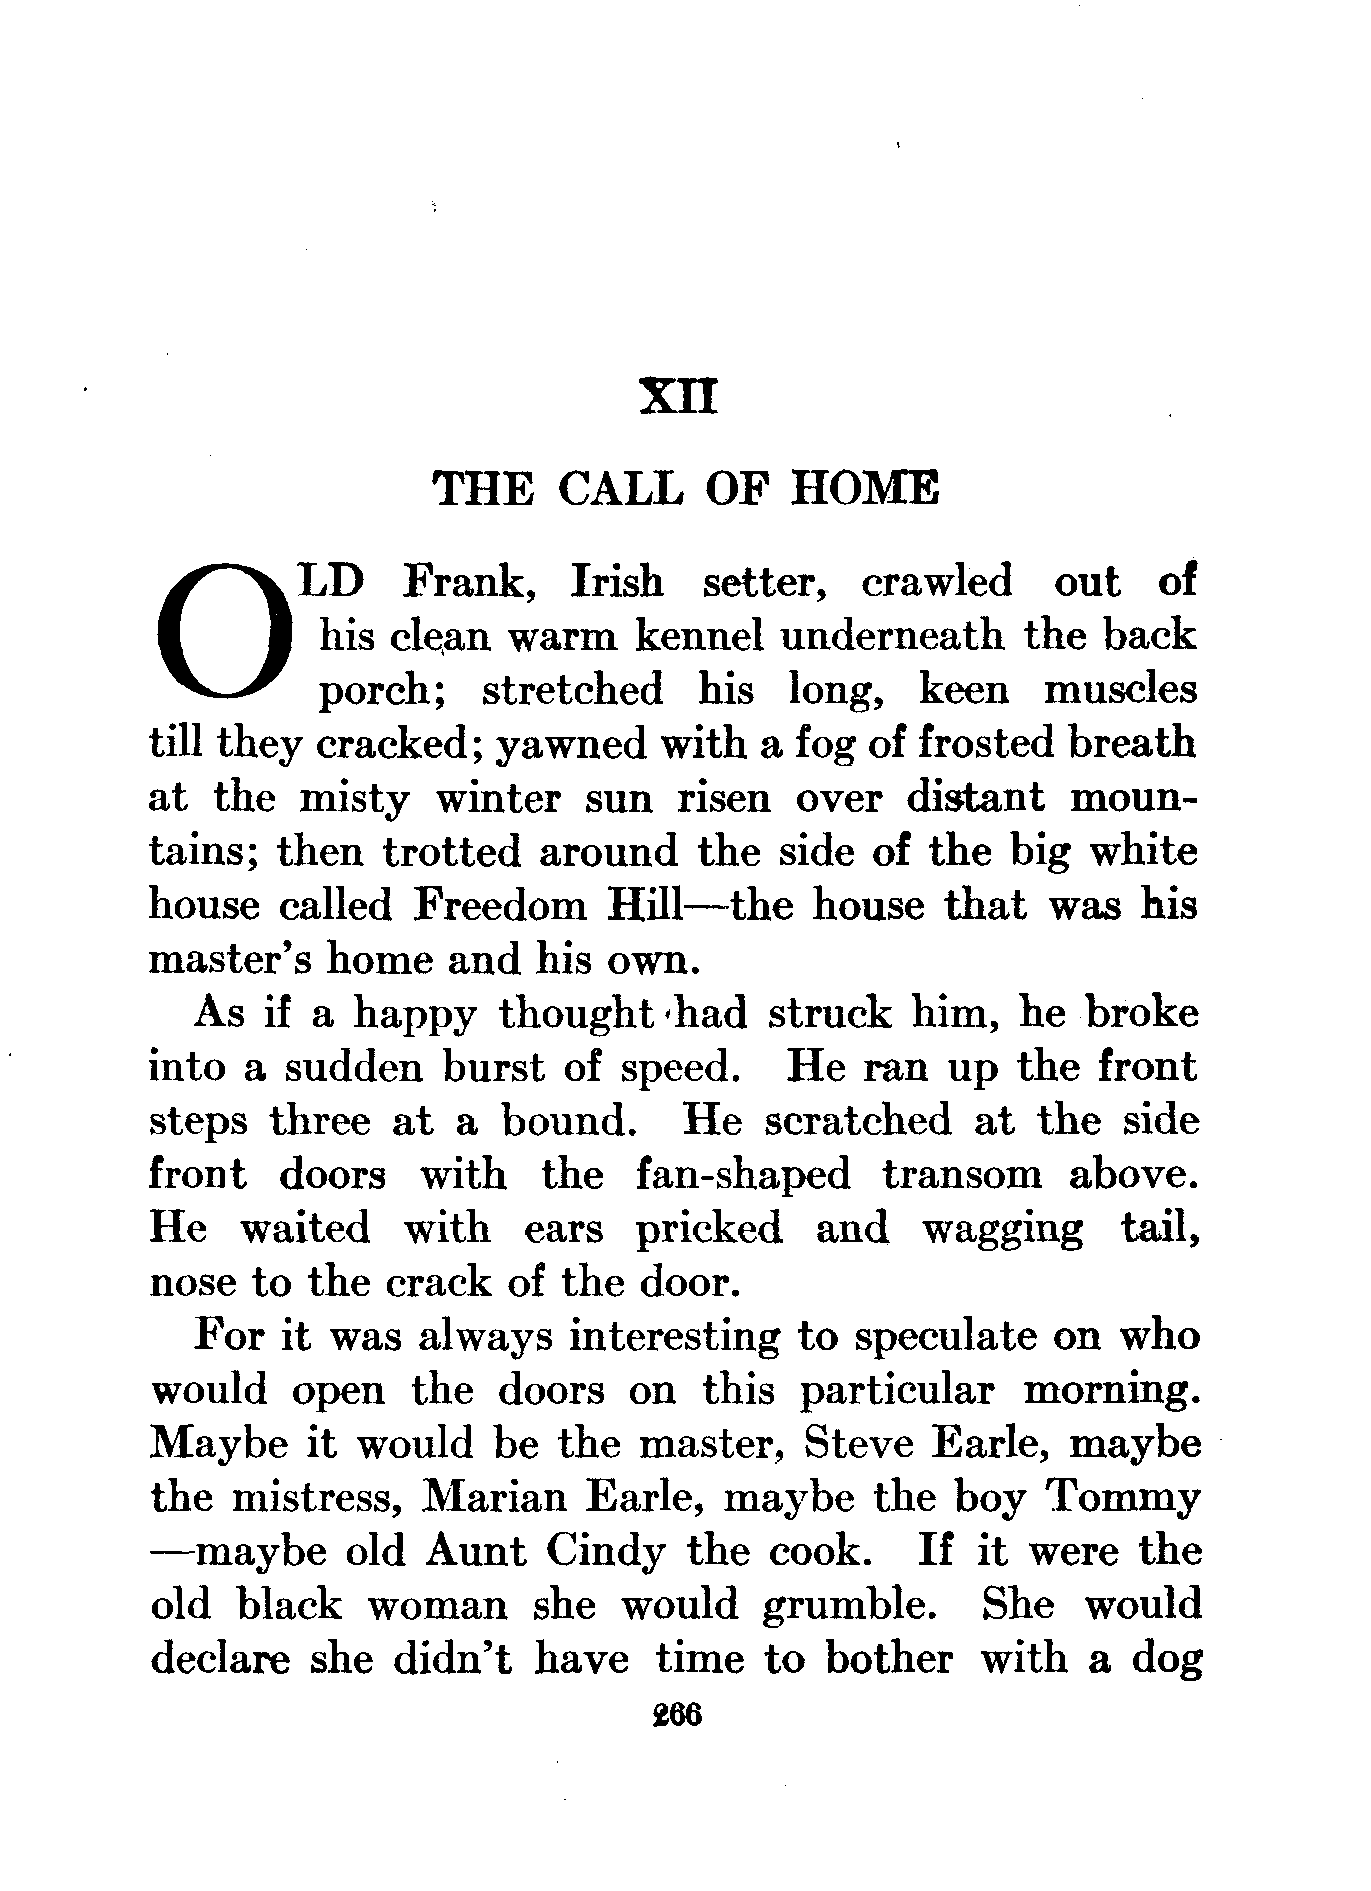 XII
THE CALL OF HOME
OLD Frank, Irish setter, crawled out of
his clean warm kennel underneath the back
porch; stretched his long, keen muscles
till they cracked; yawned with a fog of frosted breath
at the misty winter sun risen over distant moun-
tains; then trotted around the side of the big white
house called Freedom Hill—the house that was his
master's home and his own.
As if a happy thought had struck him, he broke
into a sudden burst of speed. He ran up the front
steps three at a bound. He scratched at the side
front doors with the fan-shaped transom above.
He waited with ears pricked and wagging tail,
nose to the crack of the door.
For it was always interesting to speculate on who
would open the doors on this particular morning.
Maybe it would be the master, Steve Earle, maybe
the mistress, Marian Earle, maybe the boy Tommy
—maybe old Aunt Cindy the cook. If it were the
old black woman she would grumble. She would
declare she didn't have time to bother with a dog
266